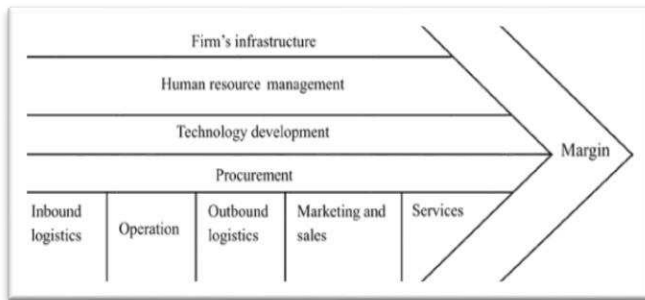 Firm's infrastructure
Human resource management
Technology development
Margin
Procurement
Inbound
logistics
Operation
Outbound
logistics
Marketing and
sales
Services